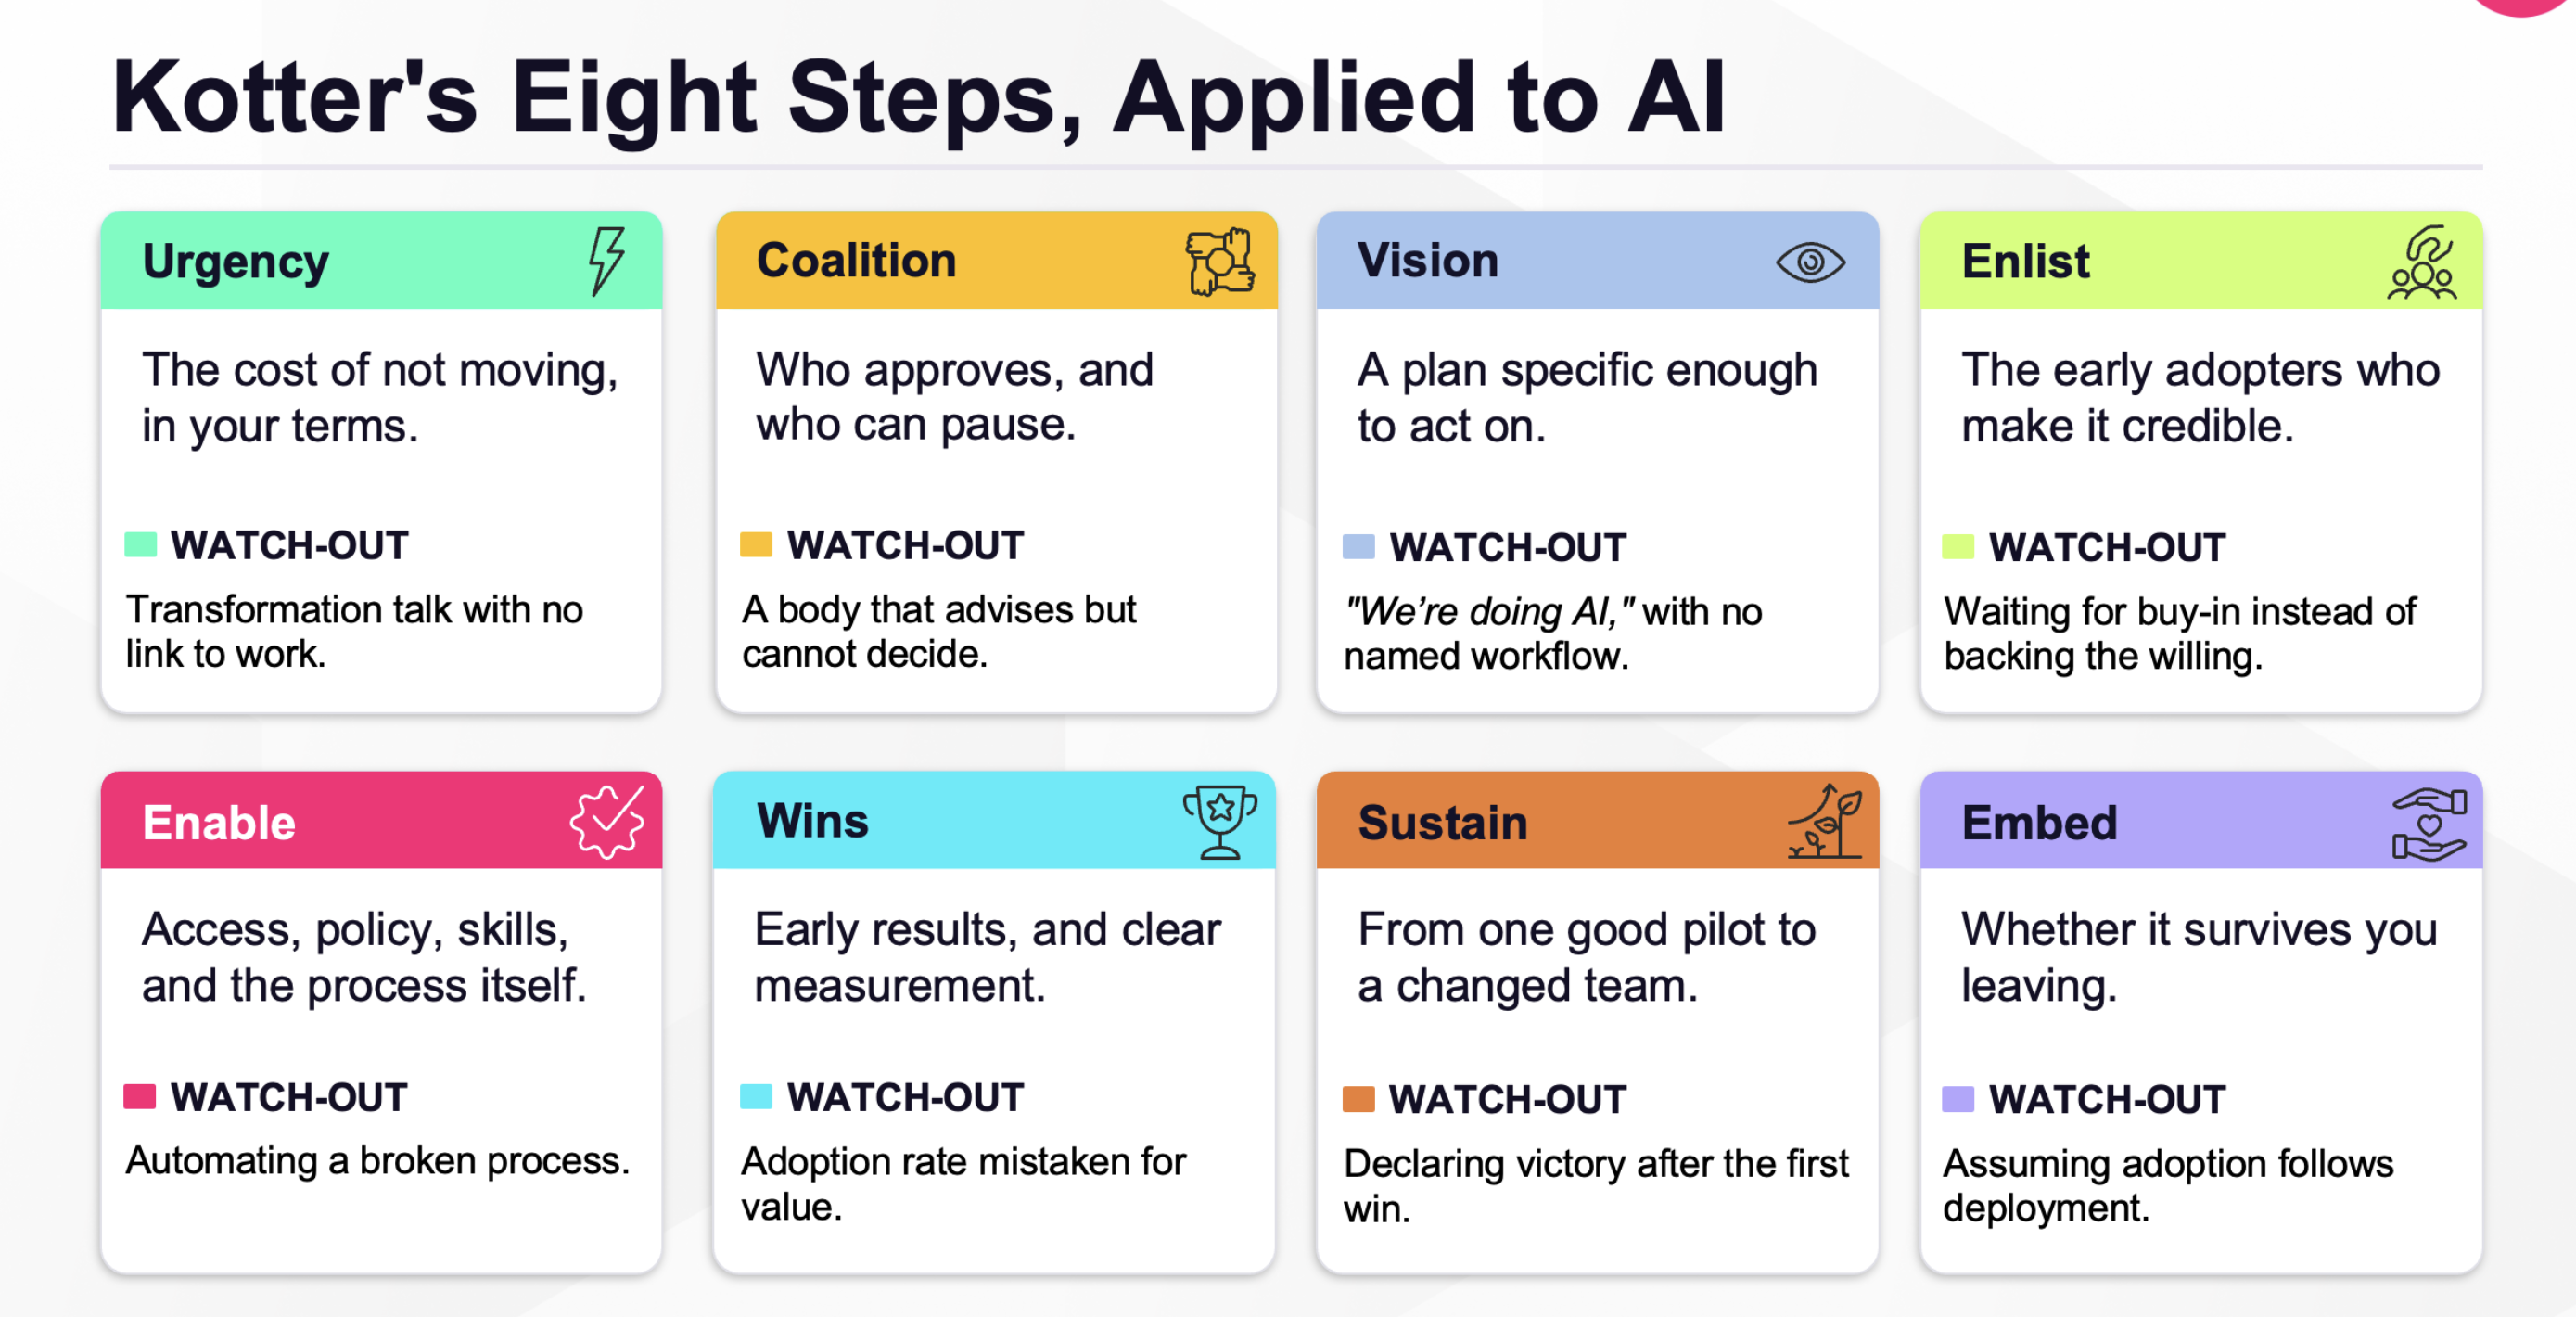 Kotter's Eight Steps, Applied to AI
Urgency
The cost of not moving,
in your terms.
WATCH-OUT
Transformation talk with no
link to work.
Coalition
Who approves, and
who can pause.
WATCH-OUT
A body that advises but
cannot decide.
Vision
A plan specific enough
to act on.
WATCH-OUT
"We’re doing AI," with no
named workflow.
Enlist
The early adopters who
make it credible.
WATCH-OUT
Waiting for buy-in instead of
backing the willing.
Enable
Access, policy, skills,
and the process itself.
WATCH-OUT
Automating a broken process.
Wins
Early results, and clear
measurement.
WATCH-OUT
Adoption rate mistaken for
value.
Sustain
From one good pilot to
a changed team.
WATCH-OUT
Declaring victory after the first
win.
Embed
Whether it survives you
leaving.
WATCH-OUT
Assuming adoption follows
deployment.